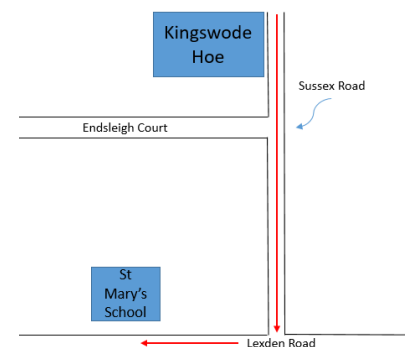 Kingswode
Hoe
Sussex Road
Endsleigh Court
St
Mary's
School
Lexden Road